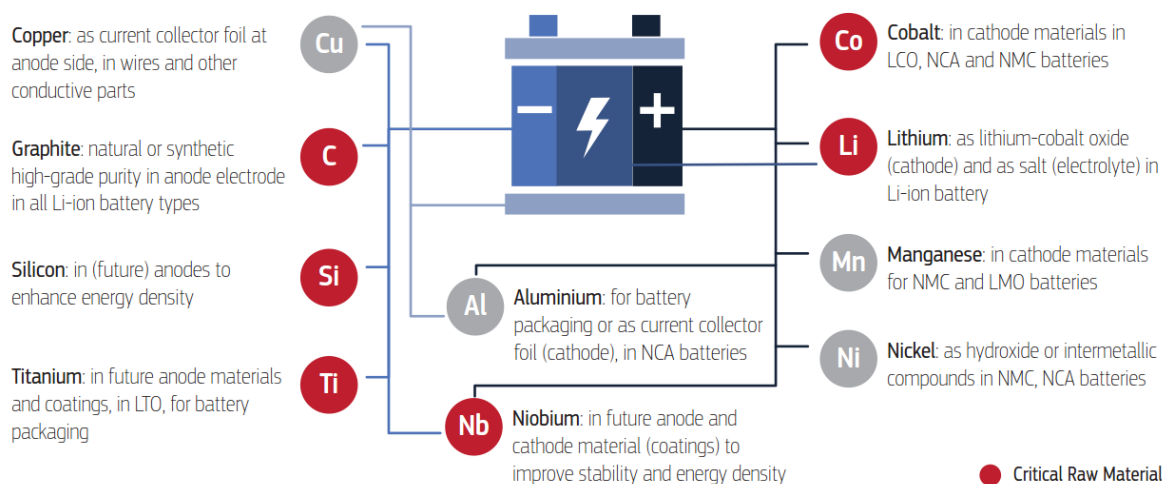 Copper: as current collector foil at
anode side, in wires and other
conductive parts
Cu
Graphite: natural or synthetic
high-grade purity in anode electrode
in all Li-ion battery types
C
Silicon: in (future) anodes to
enhance energy density
Si
Titanium: in future anode materials
and coatings, in LTO, for battery
packaging
Ti
− +
Al
Aluminium: for battery
packaging or as current collector
foil (cathode), in NCA batteries
Nb
Niobium: in future anode and
cathode material (coatings) to
improve stability and energy density
Co
Cobalt: in cathode materials in
LCO, NCA and NMC batteries
Li
Lithium: as lithium-cobalt oxide
(cathode) and as salt (electrolyte) in
Li-ion battery
Mn
Manganese: in cathode materials
for NMC and LMO batteries
Ni
Nickel: as hydroxide or intermetallic
compounds in NMC, NCA batteries
Critical Raw Material